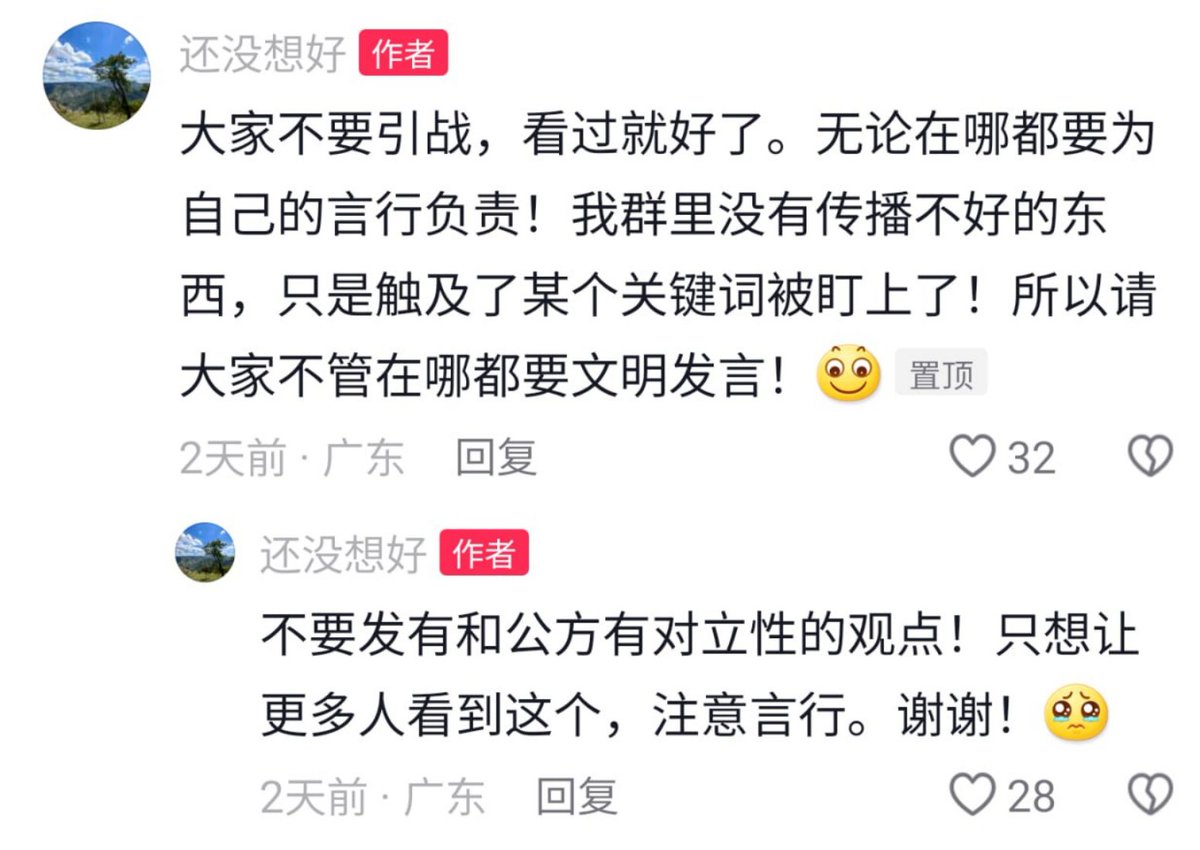 还没想好 作者
大家不要引战，看过就好了。无论在哪都要为
自己的言行负责！我群里没有传播不好的东
西，只是触及了某个关键词被盯上了！所以请
大家不管在哪都要文明发言！ 置顶
2天前 · 广东 回复 32
还没想好 作者
不要发有和公方有对立性的观点！只想让
更多人看到这个，注意言行。谢谢！
2天前 · 广东 回复 28